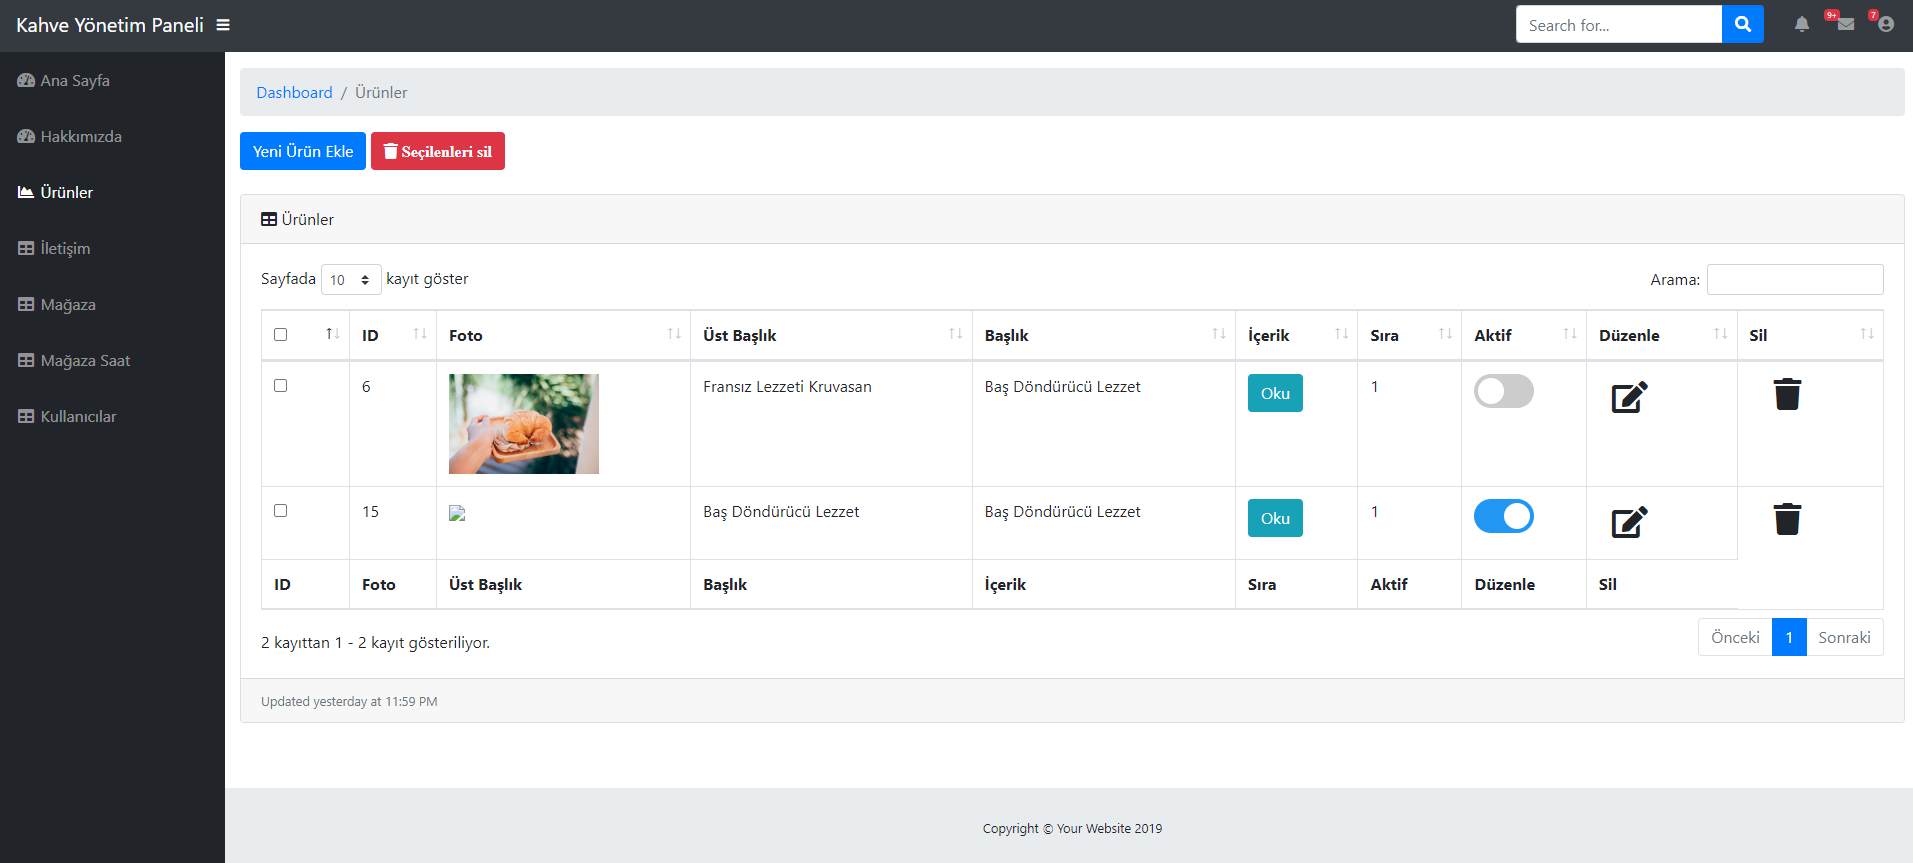 Kahve Yönetim Paneli
Search for...
9+
7
Ana Sayfa
Hakkımızda
Ürünler
İletişim
Mağaza
Mağaza Saat
Kullanıcılar
Dashboard / Ürünler
Yeni Ürün Ekle
Seçilenleri sil
Ürünler
Sayfada 10 kayıt göster
Arama:
ID Foto Üst Başlık Başlık İçerik Sıra Aktif Düzenle Sil
6 Fransız Lezzeti Kruvasan Baş Döndürücü Lezzet Oku 1
15 Baş Döndürücü Lezzet Baş Döndürücü Lezzet Oku 1
ID Foto Üst Başlık Başlık İçerik Sıra Aktif Düzenle Sil
2 kayıttan 1 - 2 kayıt gösteriliyor.
Önceki 1 Sonraki
Updated yesterday at 11:59 PM
Copyright © Your Website 2019